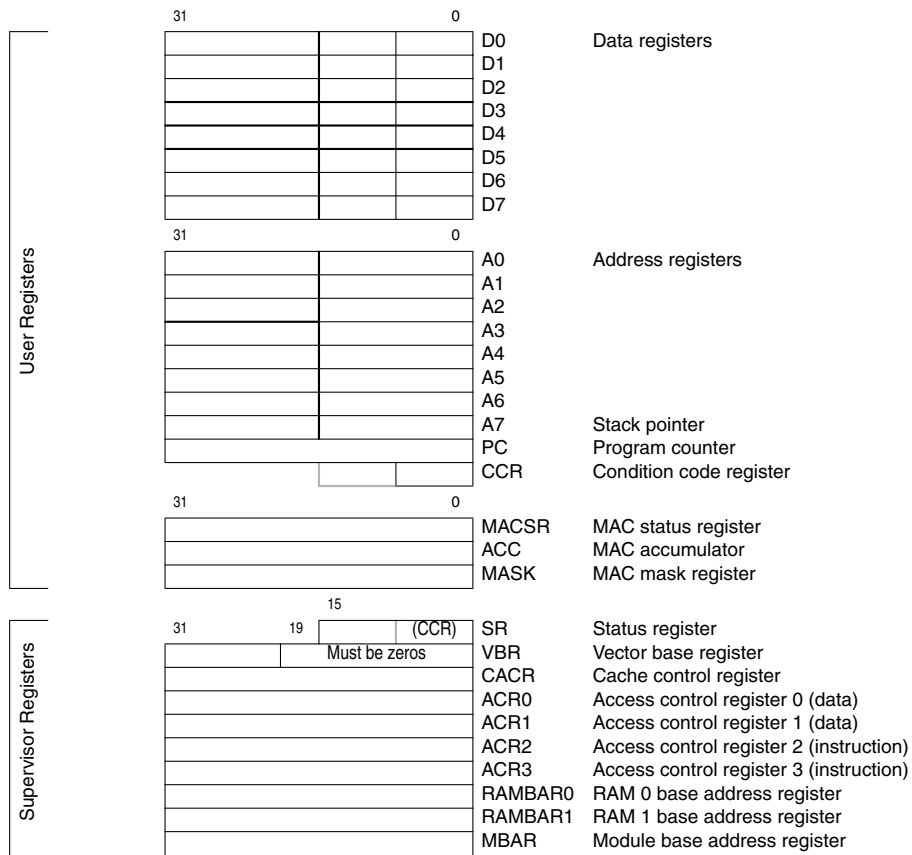 31 0
D0 Data registers
D1
D2
D3
D4
D5
D6
D7
User Registers
31 0
A0 Address registers
A1
A2
A3
A4
A5
A6
A7 Stack pointer
PC Program counter
CCR Condition code register
31 0
MACSR MAC status register
ACC MAC accumulator
MASK MAC mask register
Supervisor Registers
15
31 19 (CCR) SR Status register
Must be zeros VBR Vector base register
CACR Cache control register
ACR0 Access control register 0 (data)
ACR1 Access control register 1 (data)
ACR2 Access control register 2 (instruction)
ACR3 Access control register 3 (instruction)
RAMBAR0 RAM 0 base address register
RAMBAR1 RAM 1 base address register
MBAR Module base address register